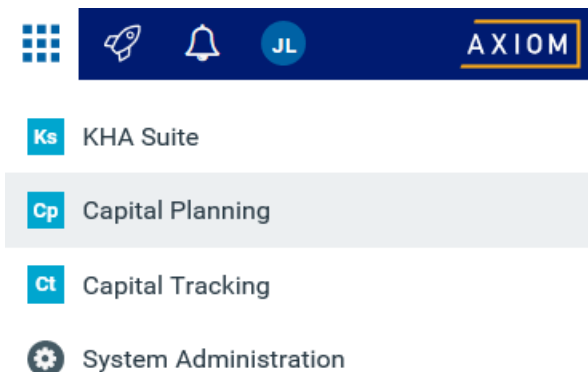 JL AXIOM
Ks KHA Suite
Cp Capital Planning
Ct Capital Tracking
System Administration